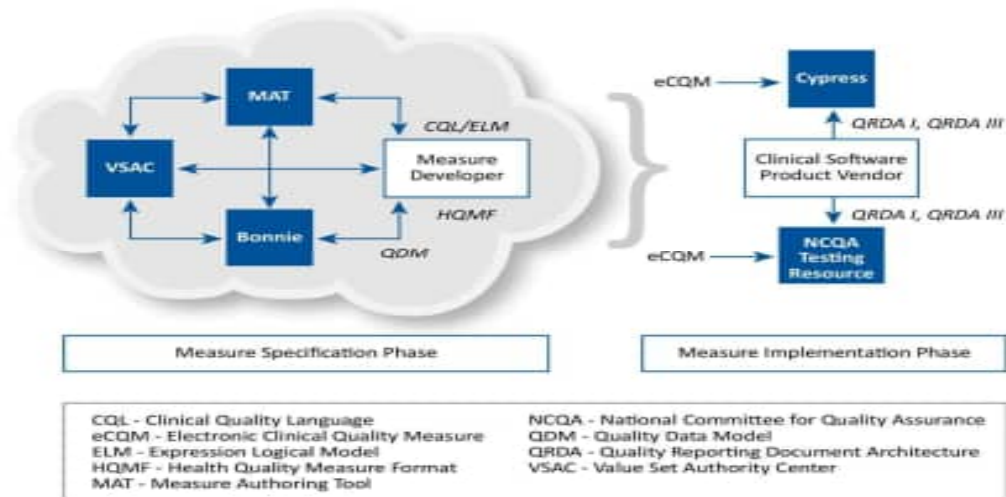 MAT
eCQM
Cypress
CQL/ELM
QRDA I, QRDA III
VSAC
Measure
Developer
Clinical Software
Product Vendor
HQMF
QRDA I, QRDA III
Bonnie
QDM
eCQM
NCQA
Testing
Resource
Measure Specification Phase
Measure Implementation Phase
CQL - Clinical Quality Language
eCQM - Electronic Clinical Quality Measure
ELM - Expression Logical Model
HQMF - Health Quality Measure Format
MAT - Measure Authoring Tool
NCQA - National Committee for Quality Assurance
QDM - Quality Data Model
QRDA - Quality Reporting Document Architecture
VSAC - Value Set Authority Center